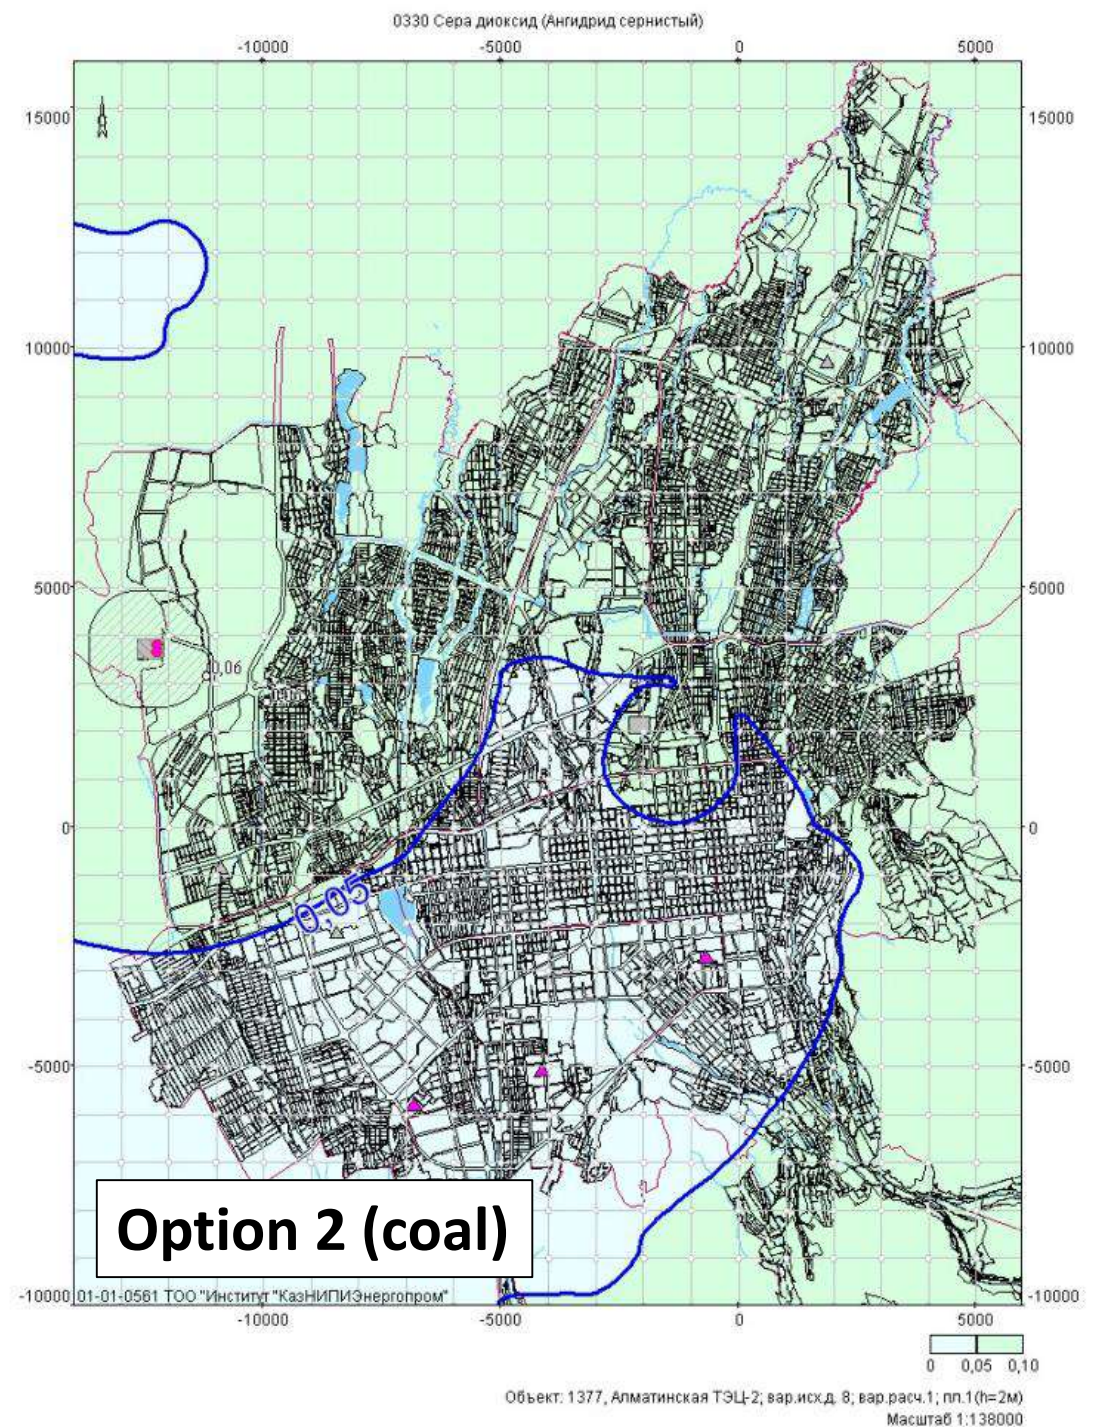 0330 Сера диоксид (Ангидрид сернистый)
-10000 -5000 0 5000
15000 15000
10000 10000
5000 5000
0,06
0 0
0,05
-5000 -5000
Option 2 (coal)
-10000 01-01-0561 ТОО "Институт "КазНИПИЭнергопром" -10000
-10000 -5000 0 5000
0 0,05 0,10
Объект: 1377, Алматинская ТЭЦ-2; вар.исх.д. 8; вар.расч.1; пл.1(h=2м)
Масштаб 1:138000